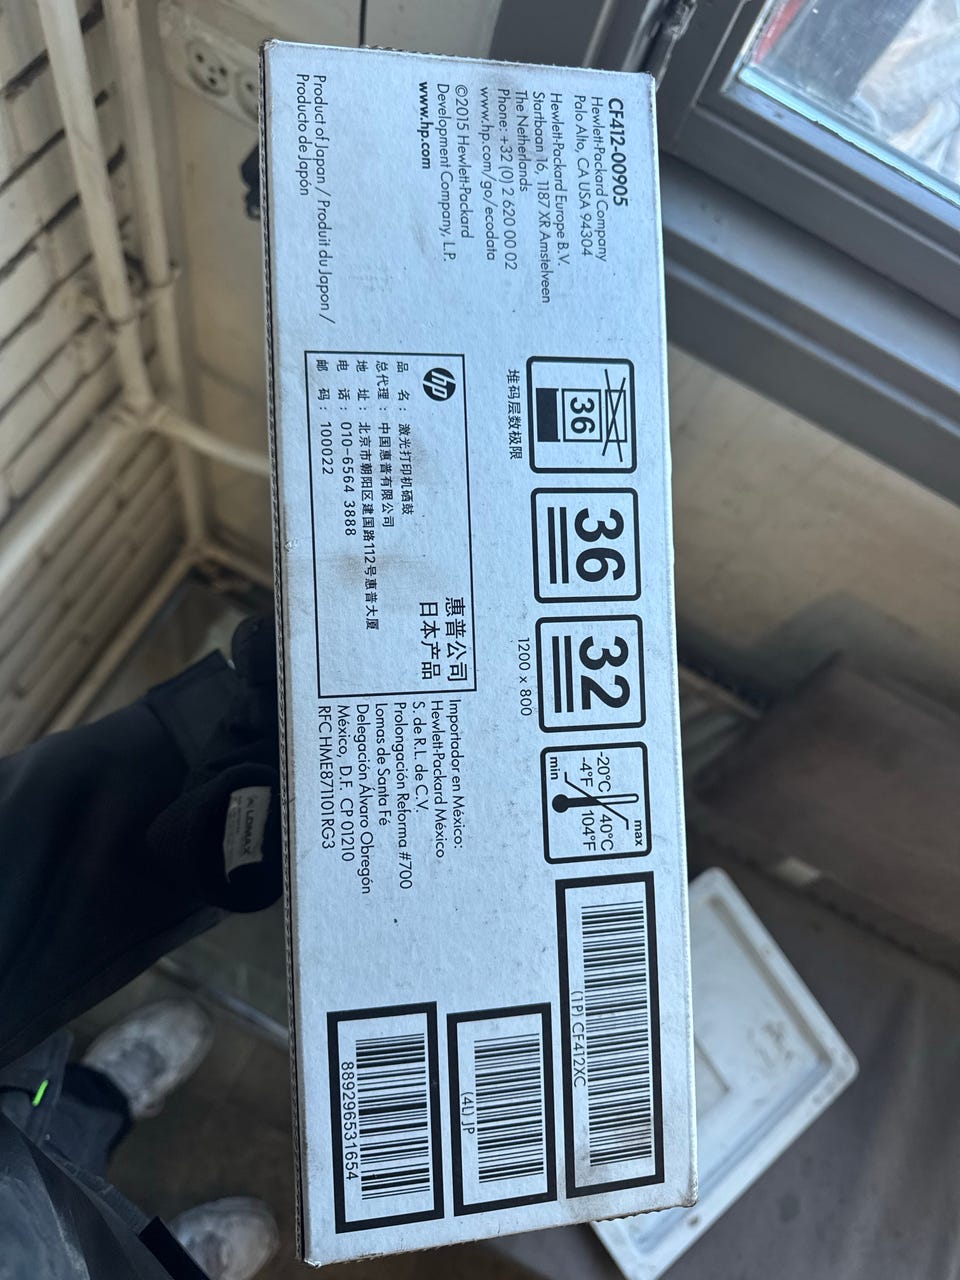 CF412-00905
Hewlett-Packard Company
Palo Alto, CA USA 94304
Hewlett-Packard Europe B.V.
Startbaan 16, 1187 XR Amstelveen
The Netherlands
Phone: +32 (0) 2 620 00 02
www.hp.com/go/ecodata
©2015 Hewlett-Packard
Development Company, L.P.
www.hp.com
Product of Japan / Produit du Japon /
Producto de Japón
36
堆码层数极限
36
32
1200 x 800
max
-20°C
-4°F
40°C
104°F
min
hp
惠普公司
日本产品
品 名： 激光打印机硒鼓
总代理： 中国惠普有限公司
地 址： 北京市朝阳区建国路112号惠普大厦
电 话： 010-6564 3888
邮 码： 100022
Importador en México:
Hewlett-Packard México
S. de R.L. de C.V.
Prolongación Reforma #700
Lomas de Santa Fé
Delegación Álvaro Obregón
México, D.F. CP 01210
RFC HME871101RG3
(1P) CF412XC
(4L) JP
889296531654
LOMAX